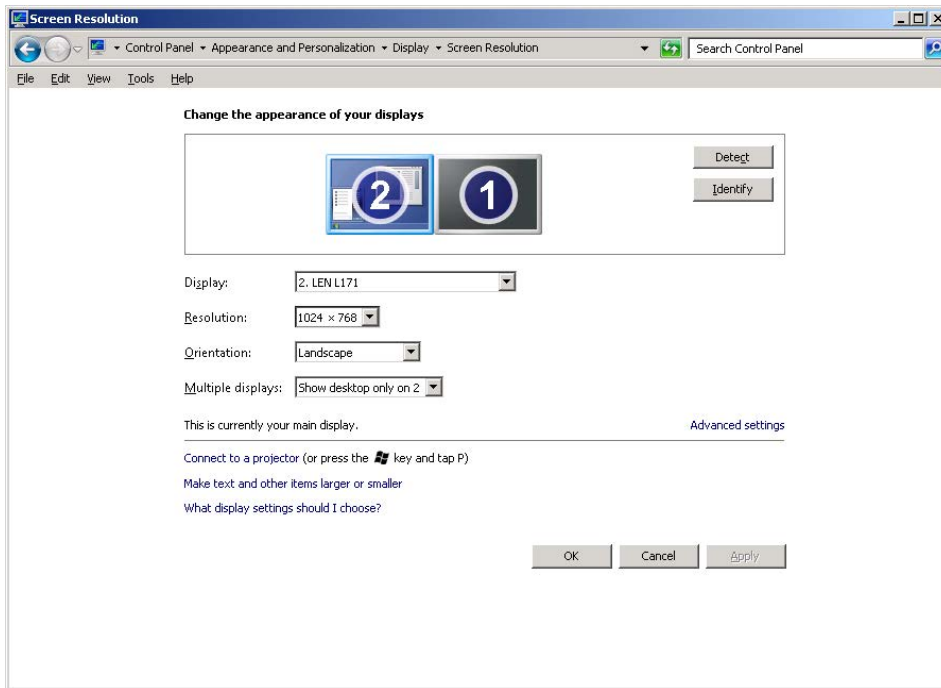 Screen Resolution
Control Panel Appearance and Personalization Display Screen Resolution Search Control Panel
File Edit View Tools Help
Change the appearance of your displays
2 1
Detect
Identify
Display: 2. LEN L171
Resolution: 1024 × 768
Orientation: Landscape
Multiple displays: Show desktop only on 2
This is currently your main display. Advanced settings
Connect to a projector (or press the key and tap P)
Make text and other items larger or smaller
What display settings should I choose?
OK Cancel Apply